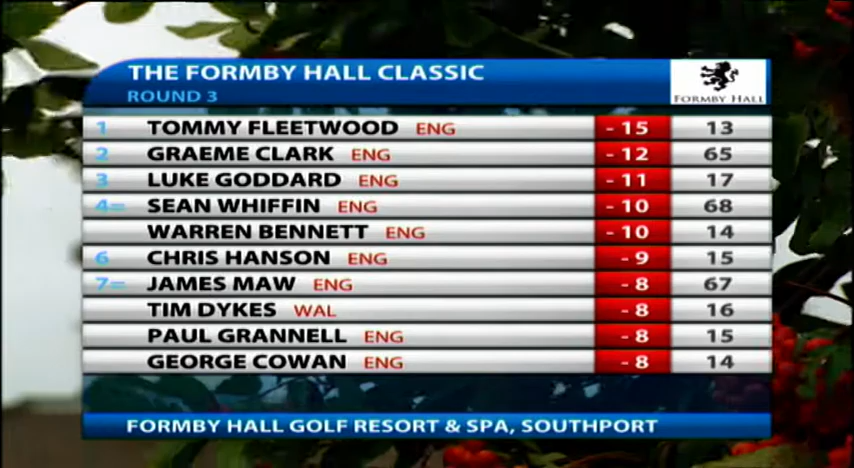 THE FORMBY HALL CLASSIC
ROUND 3
FORMBY HALL
1 TOMMY FLEETWOOD ENG - 15 13
2 GRAEME CLARK ENG - 12 65
3 LUKE GODDARD ENG - 11 17
4= SEAN WHIFFIN ENG - 10 68
WARREN BENNETT ENG - 10 14
6 CHRIS HANSON ENG - 9 15
7= JAMES MAW ENG - 8 67
TIM DYKES WAL - 8 16
PAUL GRANNELL ENG - 8 15
GEORGE COWAN ENG - 8 14
FORMBY HALL GOLF RESORT & SPA, SOUTHPORT